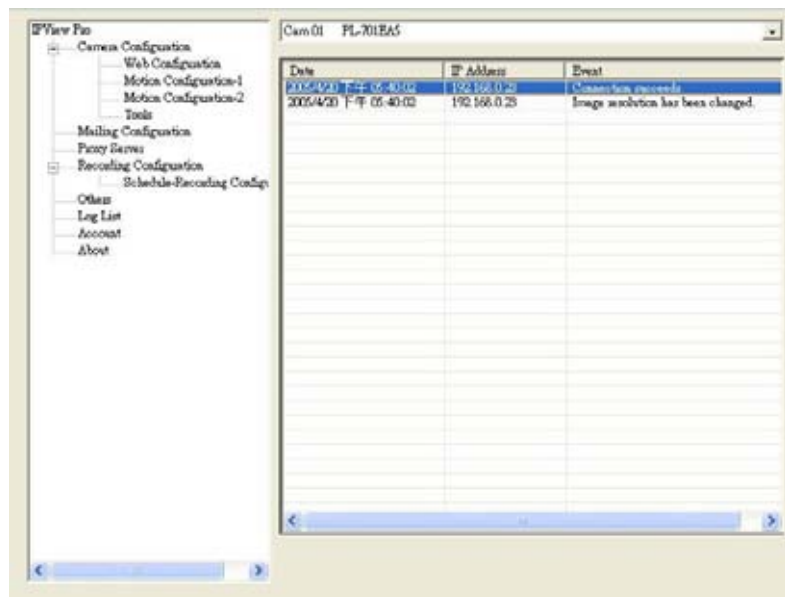 IPView Pro
Camera Configuration
Web Configuration
Motion Configuration-1
Motion Configuration-2
Tools
Mailing Configuration
Proxy Server
Recording Configuration
Schedule-Recording Config
Others
Log List
Account
About
Cam 01 PL-701EAS
Date IP Address Event
2005/4/20 下午 05:40:02 192.168.0.23 Connection succeeds
2005/4/20 下午 05:40:02 192.168.0.23 Image resolution has been changed.